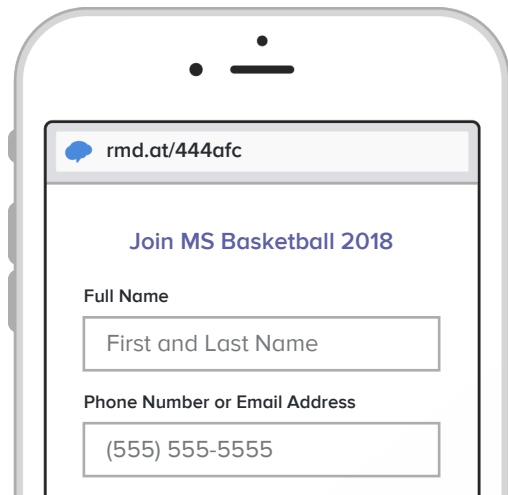 rmd.at/444afc
Join MS Basketball 2018
Full Name
First and Last Name
Phone Number or Email Address
(555) 555-5555